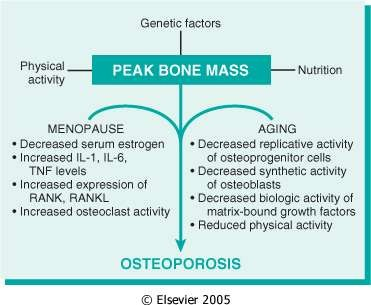 Genetic factors
Physical
activity
PEAK BONE MASS
Nutrition
MENOPAUSE
• Decreased serum estrogen
• Increased IL-1, IL-6,
TNF levels
• Increased expression of
RANK, RANKL
• Increased osteoclast activity
AGING
• Decreased replicative activity
of osteoprogenitor cells
• Decreased synthetic activity
of osteoblasts
• Decreased biologic activity of
matrix-bound growth factors
• Reduced physical activity
OSTEOPOROSIS
© Elsevier 2005